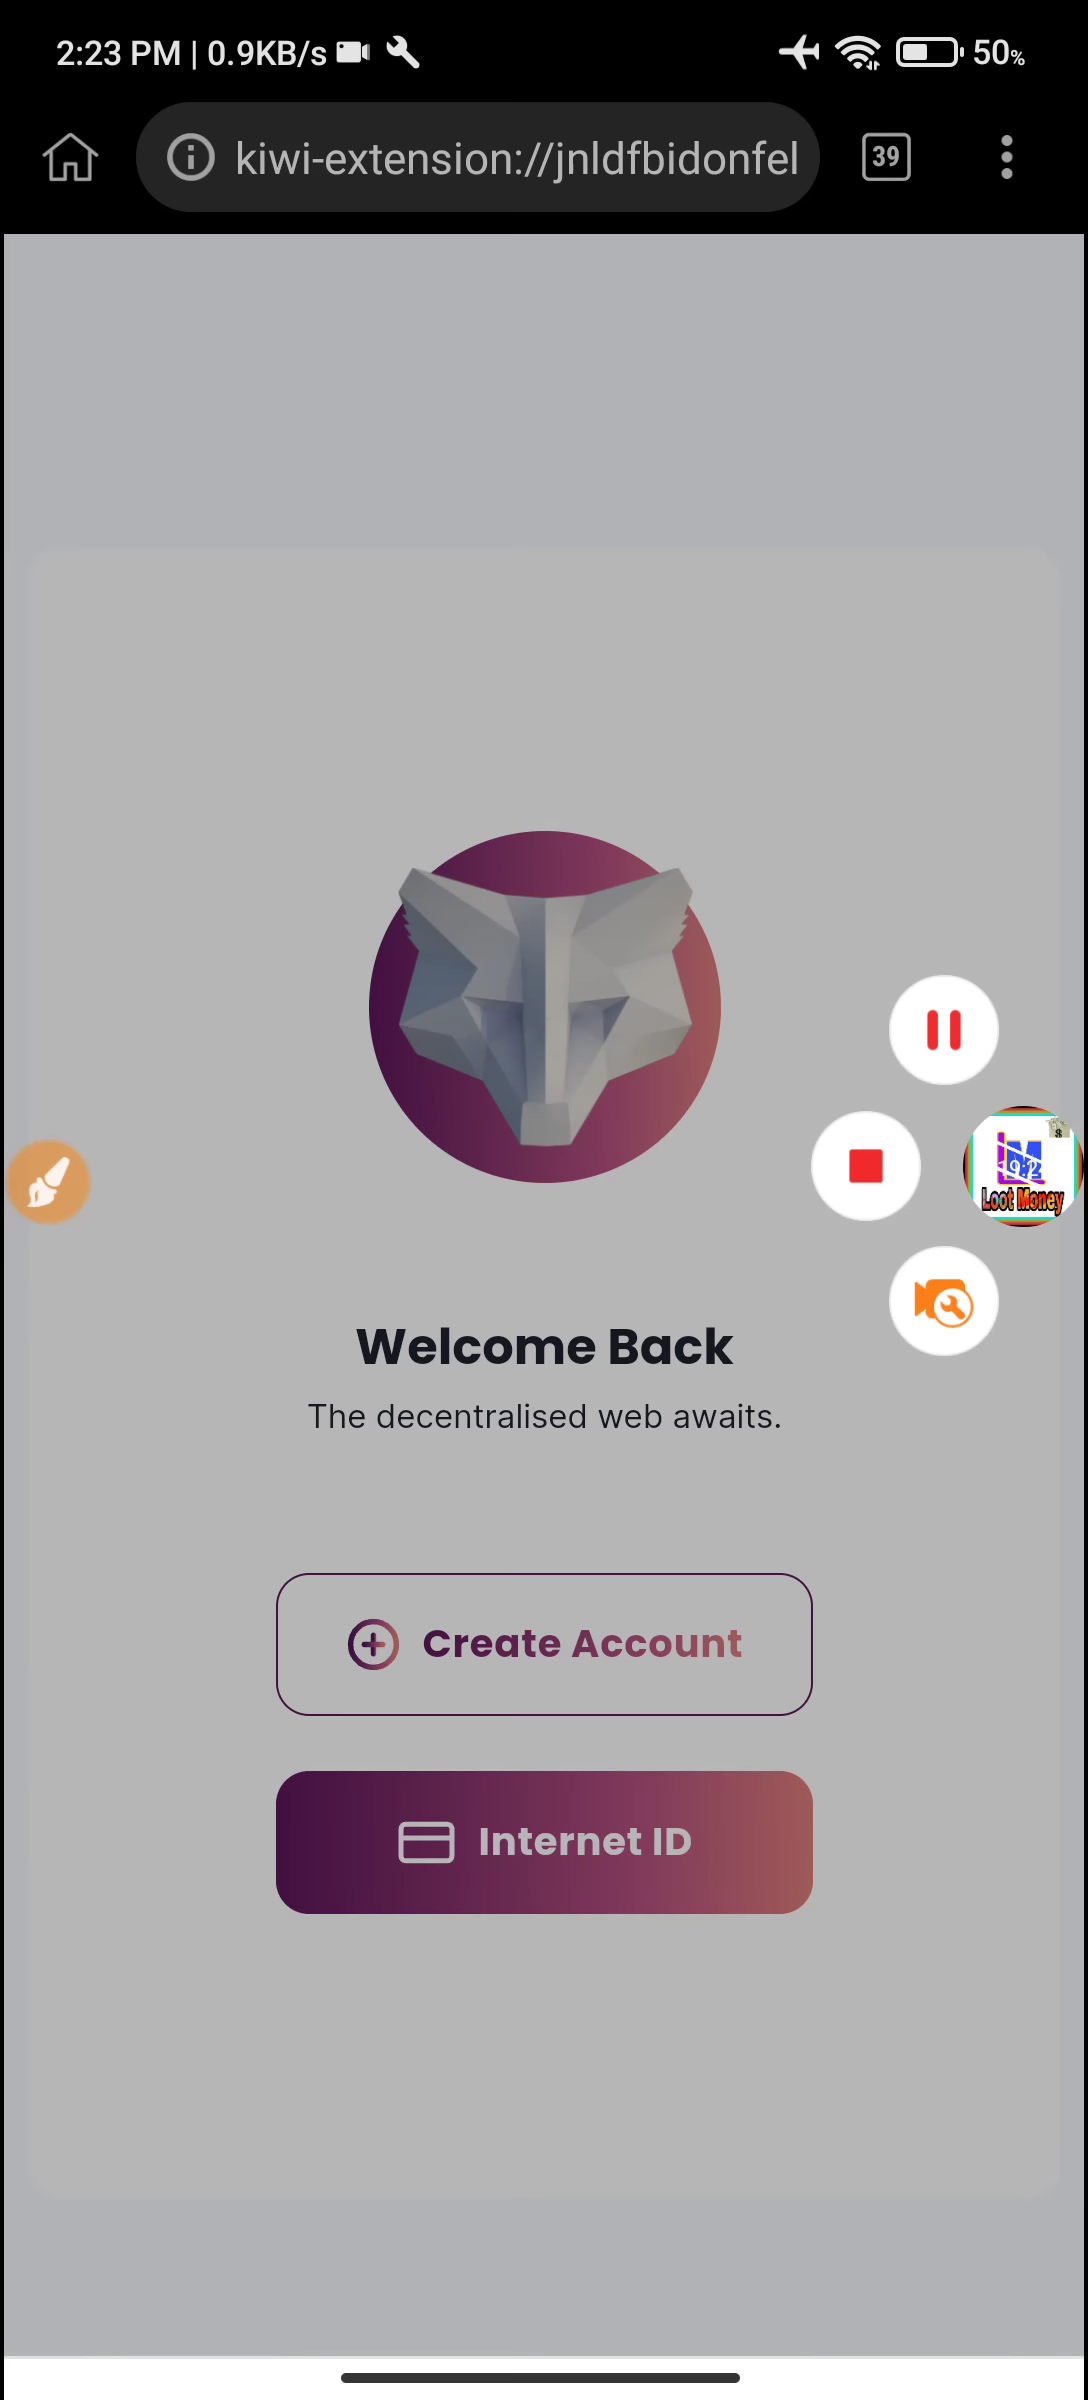 2:23 PM | 0.9KB/s
50%
kiwi-extension://jnldfbidonfel
39
Loot Money
Welcome Back
The decentralised web awaits.
Create Account
Internet ID